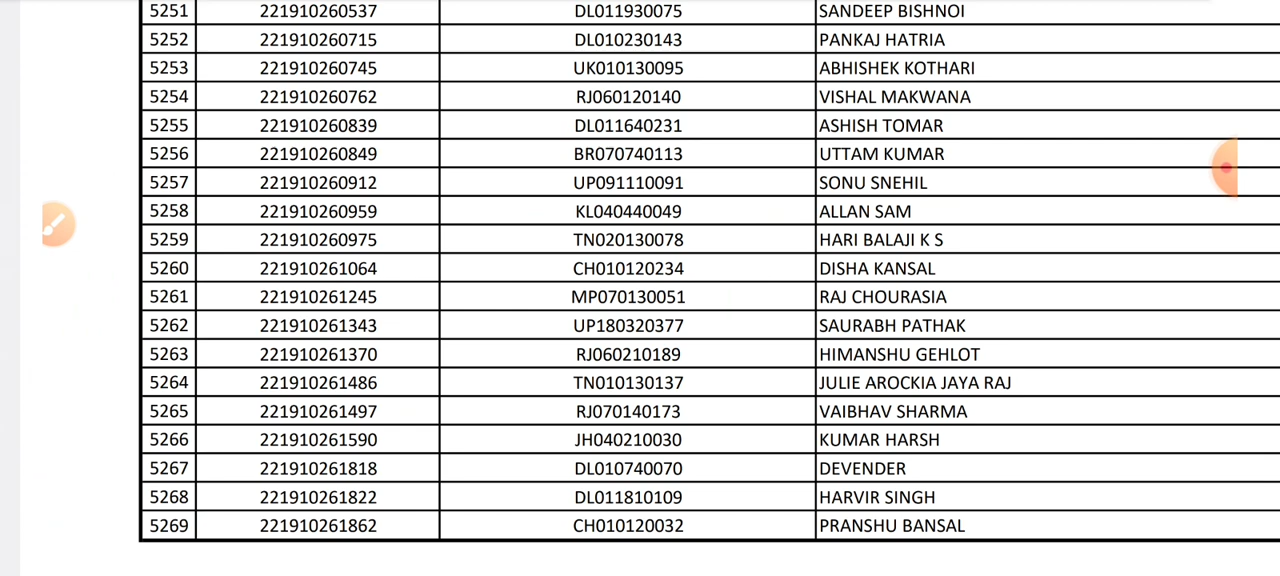 5251 221910260537 DL011930075 SANDEEP BISHNOI
5252 221910260715 DL010230143 PANKAJ HATRIA
5253 221910260745 UK010130095 ABHISHEK KOTHARI
5254 221910260762 RJ060120140 VISHAL MAKWANA
5255 221910260839 DL011640231 ASHISH TOMAR
5256 221910260849 BR070740113 UTTAM KUMAR
5257 221910260912 UP091110091 SONU SNEHIL
5258 221910260959 KL040440049 ALLAN SAM
5259 221910260975 TN020130078 HARI BALAJI K S
5260 221910261064 CH010120234 DISHA KANSAL
5261 221910261245 MP070130051 RAJ CHOURASIA
5262 221910261343 UP180320377 SAURABH PATHAK
5263 221910261370 RJ060210189 HIMANSHU GEHLOT
5264 221910261486 TN010130137 JULIE AROCKIA JAYA RAJ
5265 221910261497 RJ070140173 VAIBHAV SHARMA
5266 221910261590 JH040210030 KUMAR HARSH
5267 221910261818 DL010740070 DEVENDER
5268 221910261822 DL011810109 HARVIR SINGH
5269 221910261862 CH010120032 PRANSHU BANSAL